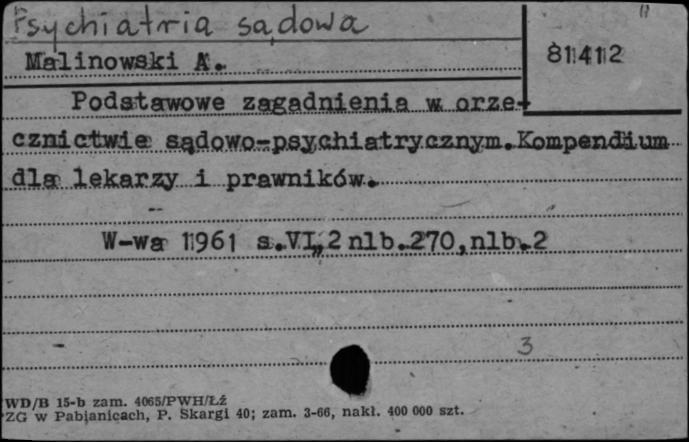 Psychiatria sądowa
Malinowski A.
81412
Podstawowe zagadnienia w orze-
cznictwie sądowo-psychiatrycznym.Kompendium
dla lekarzy i prawników.
W-wa 1961 s.VI,2 nlb.270,nlb.2
3
WD/B 15-b zam. 4065/PWH/Łź
ZG w Pabianicach, P. Skargi 40; zam. 3-66, nakł. 400 000 szt.